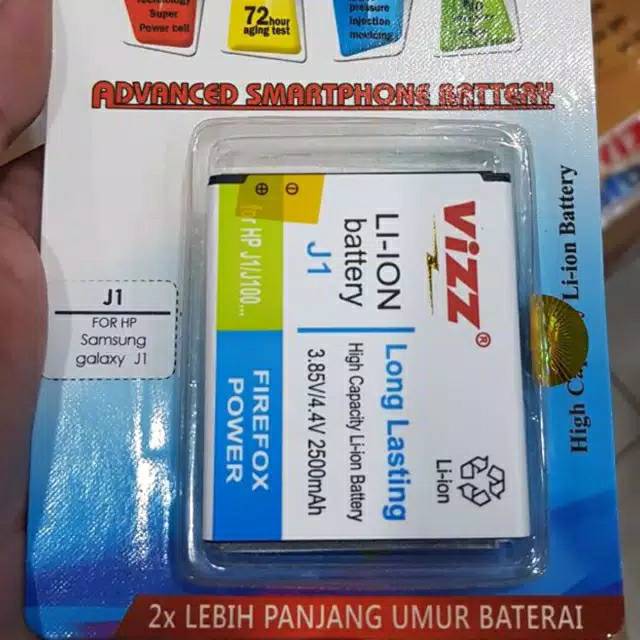 Technology
Super
Power cell
72hour
aging test
pressure
Injection
ADVANCED SMARTPHONE BATTERY
J1
FOR HP
Samsung
galaxy J1
Vizz®
LI-ION
battery
J1
for HP J1/J100...
Long Lasting
High Capacity Li-ion Battery
3.85V/4.4V 2500mAh
FIREFOX
POWER
Li-ion
High Li-ion Battery
2x LEBIH PANJANG UMUR BATERAI